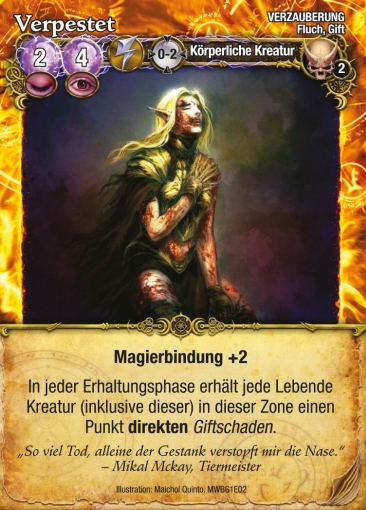 Verpestet
VERZAUBERUNG
Fluch, Gift
2
4
0-2
Körperliche Kreatur
2
Magierbindung +2
In jeder Erhaltungsphase erhält jede Lebende
Kreatur (inklusive dieser) in dieser Zone einen
Punkt direkten Giftschaden.
„So viel Tod, alleine der Gestank verstopft mir die Nase.“
– Mikal Mckay, Tiermeister
Illustration: Maichol Quinto. MWBG1E02